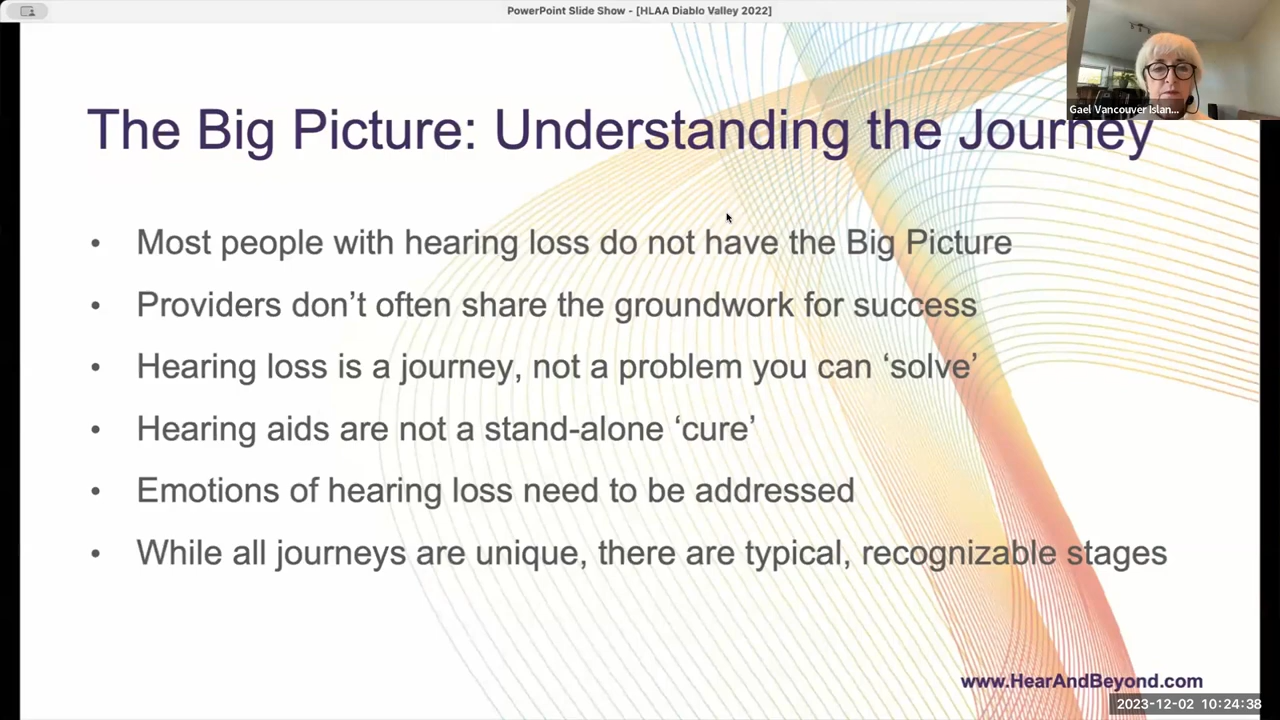 PowerPoint Slide Show - [HLAA Diablo Valley 2022]
Gael Vancouver Islan...
The Big Picture: Understanding the Journey
• Most people with hearing loss do not have the Big Picture
• Providers don’t often share the groundwork for success
• Hearing loss is a journey, not a problem you can ‘solve’
• Hearing aids are not a stand-alone ‘cure’
• Emotions of hearing loss need to be addressed
• While all journeys are unique, there are typical, recognizable stages
www.HearAndBeyond.com
2023-12-02 10:24:38